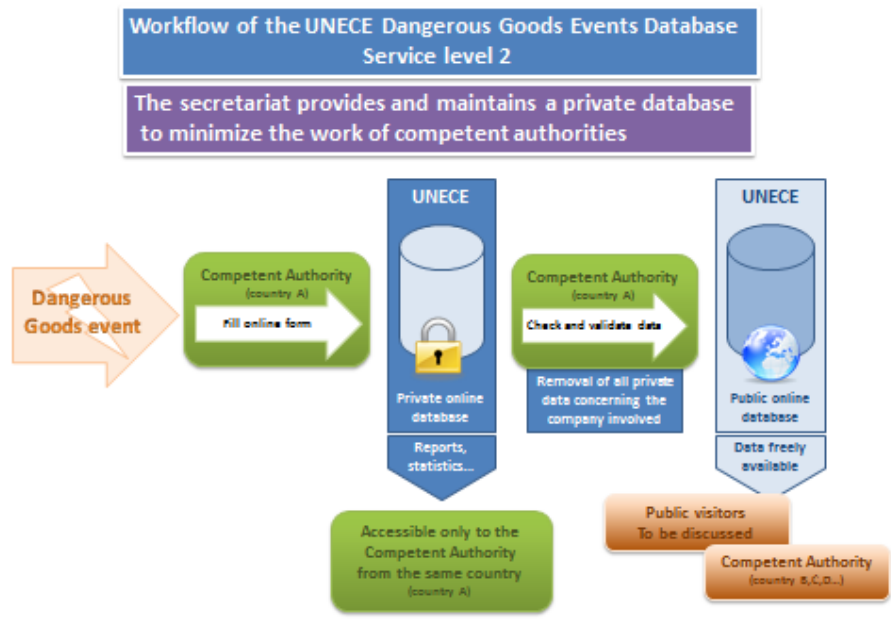 Workflow of the UNECE Dangerous Goods Events Database
Service level 2
The secretariat provides and maintains a private database
to minimize the work of competent authorities
Dangerous
Goods event
Competent Authority
(country A)
Fill online form
UNECE
Private online
database
Reports,
statistics...
Accessible only to the
Competent Authority
from the same country
(country A)
Competent Authority
(country A)
Check and validate data
Removal of all private
data concerning the
company involved
UNECE
Public online
database
Data freely
available
Public visitors
To be discussed
Competent Authority
(country B,C,D...)